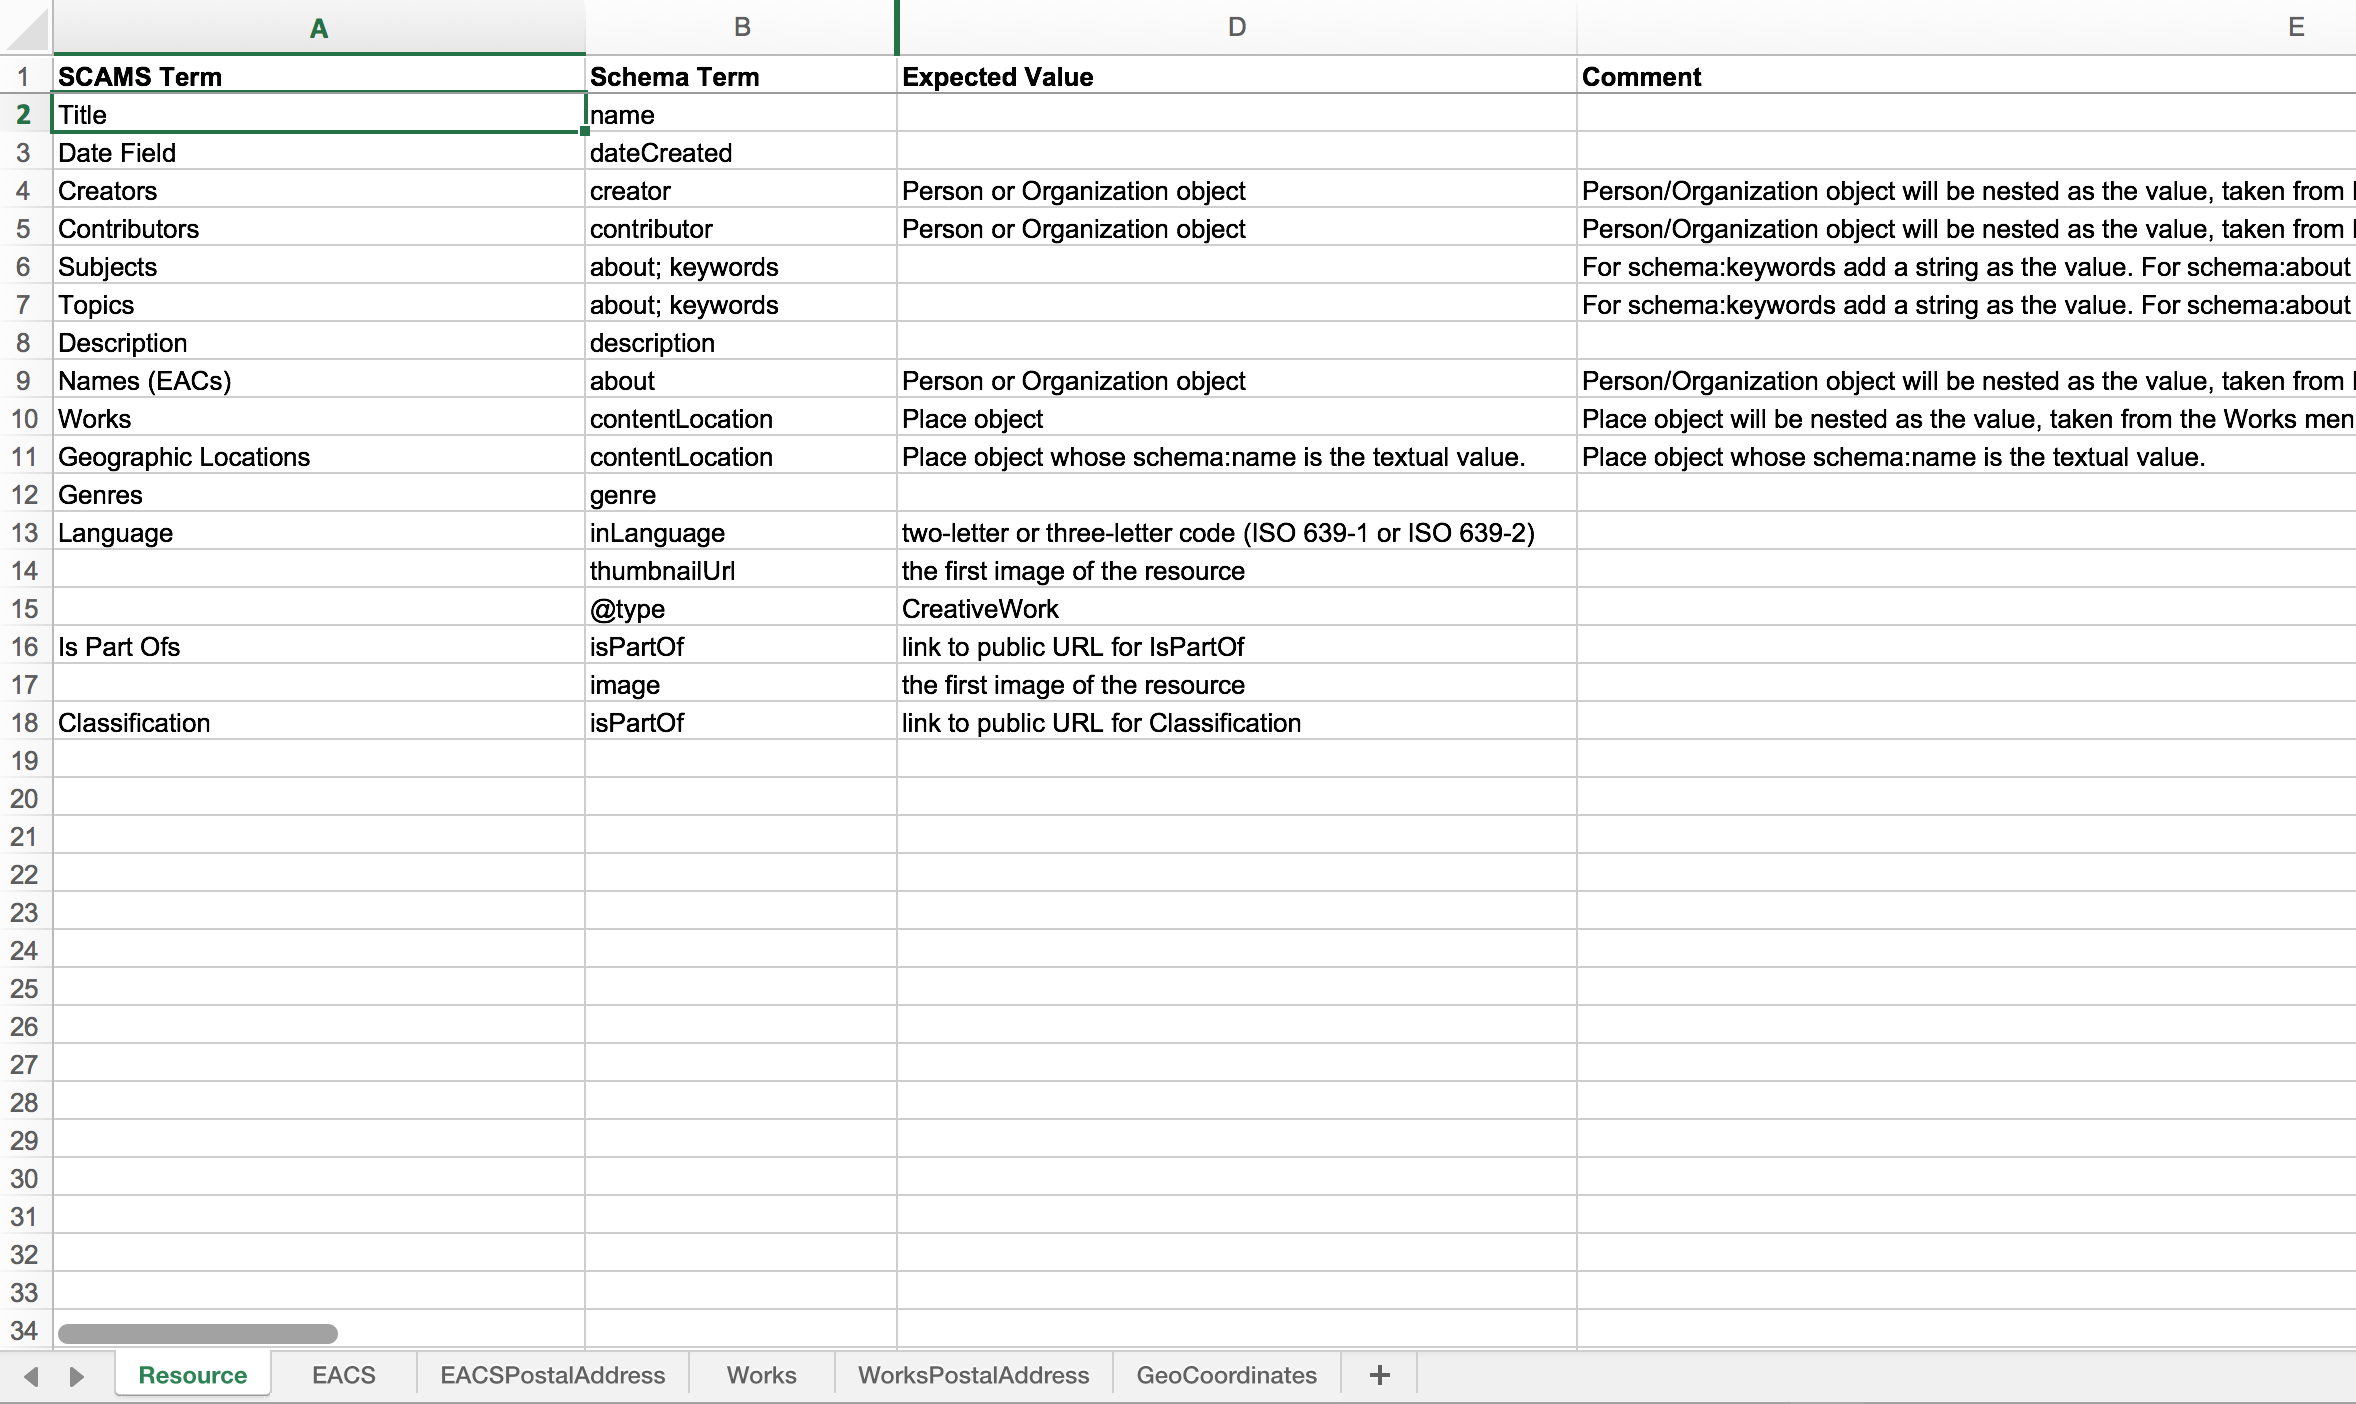 A B D E
1 SCAMS Term Schema Term Expected Value Comment
2 Title name
3 Date Field dateCreated
4 Creators creator Person or Organization object Person/Organization object will be nested as the value, taken from
5 Contributors contributor Person or Organization object Person/Organization object will be nested as the value, taken from
6 Subjects about; keywords For schema:keywords add a string as the value. For schema:about
7 Topics about; keywords For schema:keywords add a string as the value. For schema:about
8 Description description
9 Names (EACs) about Person or Organization object Person/Organization object will be nested as the value, taken from
10 Works contentLocation Place object Place object will be nested as the value, taken from the Works men
11 Geographic Locations contentLocation Place object whose schema:name is the textual value. Place object whose schema:name is the textual value.
12 Genres genre
13 Language inLanguage two-letter or three-letter code (ISO 639-1 or ISO 639-2)
14 thumbnailUrl the first image of the resource
15 @type CreativeWork
16 Is Part Ofs isPartOf link to public URL for IsPartOf
17 image the first image of the resource
18 Classification isPartOf link to public URL for Classification
19
20
21
22
23
24
25
26
27
28
29
30
31
32
33
34
Resource EACS EACSPostalAddress Works WorksPostalAddress GeoCoordinates +